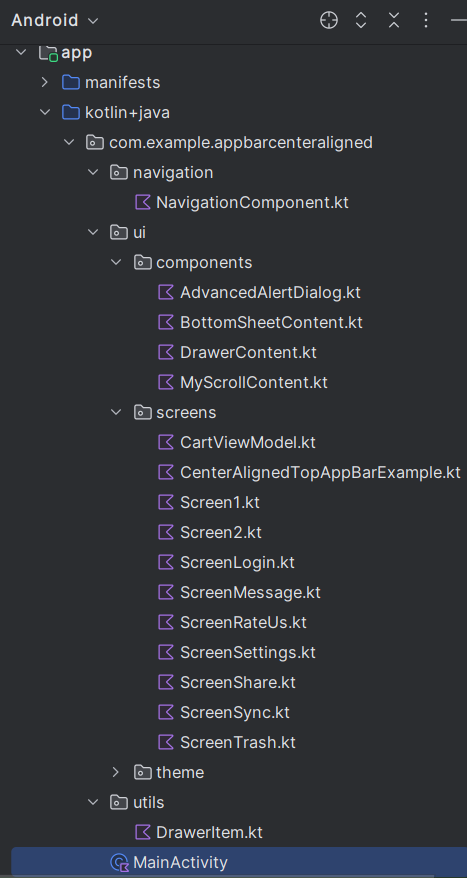 Android
app
manifests
kotlin+java
com.example.appbarcenteraligned
navigation
NavigationComponent.kt
ui
components
AdvancedAlertDialog.kt
BottomSheetContent.kt
DrawerContent.kt
MyScrollContent.kt
screens
CartViewModel.kt
CenterAlignedTopAppBarExample.kt
Screen1.kt
Screen2.kt
ScreenLogin.kt
ScreenMessage.kt
ScreenRateUs.kt
ScreenSettings.kt
ScreenShare.kt
ScreenSync.kt
ScreenTrash.kt
theme
utils
DrawerItem.kt
MainActivity